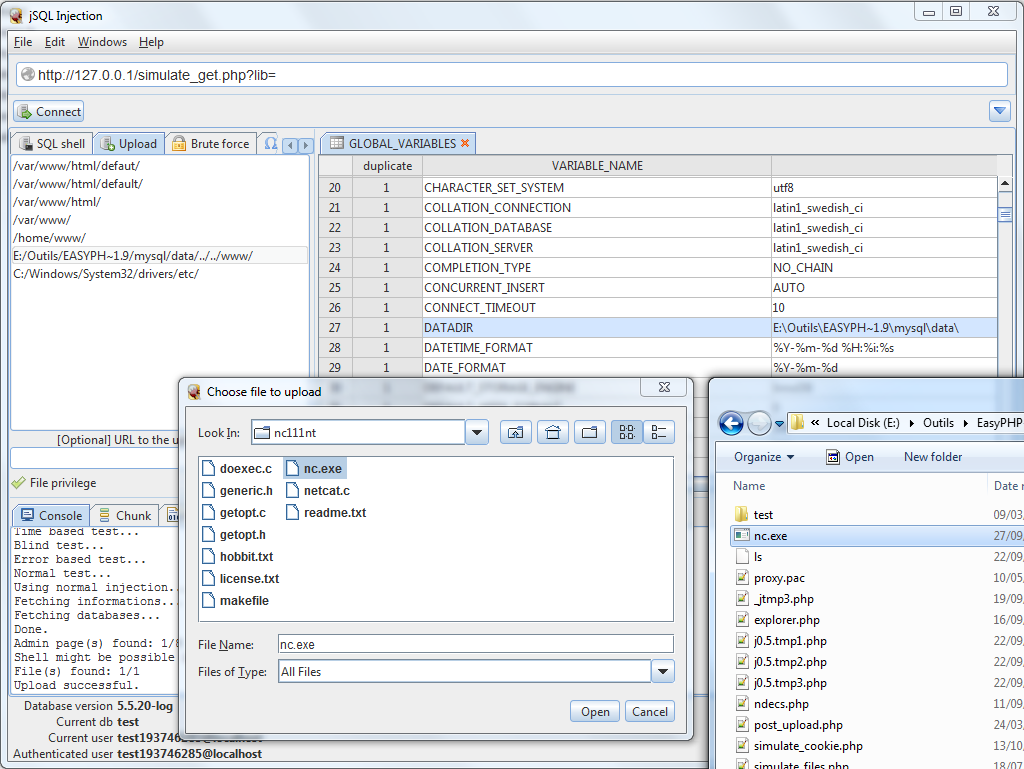 jSQL Injection
File Edit Windows Help
http://127.0.0.1/simulate_get.php?lib=
Connect
SQL shell Upload Brute force
/var/www/html/defaut/
/var/www/html/default/
/var/www/html/
/var/www/
/home/www/
E:/Outils/EASYPH~1.9/mysql/data/../../www/
C:/Windows/System32/drivers/etc/
[Optional] URL to the u
File privilege
GLOBAL_VARIABLES
duplicate VARIABLE_NAME
20 1 CHARACTER_SET_SYSTEM utf8
21 1 COLLATION_CONNECTION latin1_swedish_ci
22 1 COLLATION_DATABASE latin1_swedish_ci
23 1 COLLATION_SERVER latin1_swedish_ci
24 1 COMPLETION_TYPE NO_CHAIN
25 1 CONCURRENT_INSERT AUTO
26 1 CONNECT_TIMEOUT 10
27 1 DATADIR E:\Outils\EASYPH~1.9\mysql\data\
28 1 DATETIME_FORMAT %Y-%m-%d %H:%i:%s
29 1 DATE_FORMAT %Y-%m-%d
Console Chunk
Time based test...
Blind test...
Error based test...
Normal test...
Using normal injection..
Fetching informations...
Fetching databases...
Done.
Admin page(s) found: 1/8
Shell might be possible
File(s) found: 1/1
Upload successful.
Database version 5.5.20-log
Current db test
Current user test193746285@localhost
Authenticated user test193746285@localhost
Choose file to upload
Look In: nc111nt
doexec.c nc.exe
generic.h netcat.c
getopt.c readme.txt
getopt.h
hobbit.txt
license.txt
makefile
File Name: nc.exe
Files of Type: All Files
Open Cancel
« Local Disk (E:) Outils EasyPHP
Organize Open New folder
Name Date
test 09/03
nc.exe 27/09
ls 22/09
proxy.pac 10/05
_jtmp3.php 19/09
explorer.php 16/09
j0.5.tmp1.php 22/09
j0.5.tmp2.php 22/09
j0.5.tmp3.php 22/09
ndecs.php 11/09
post_upload.php 24/03
simulate_cookie.php 13/10
simulate_files.php 18/07